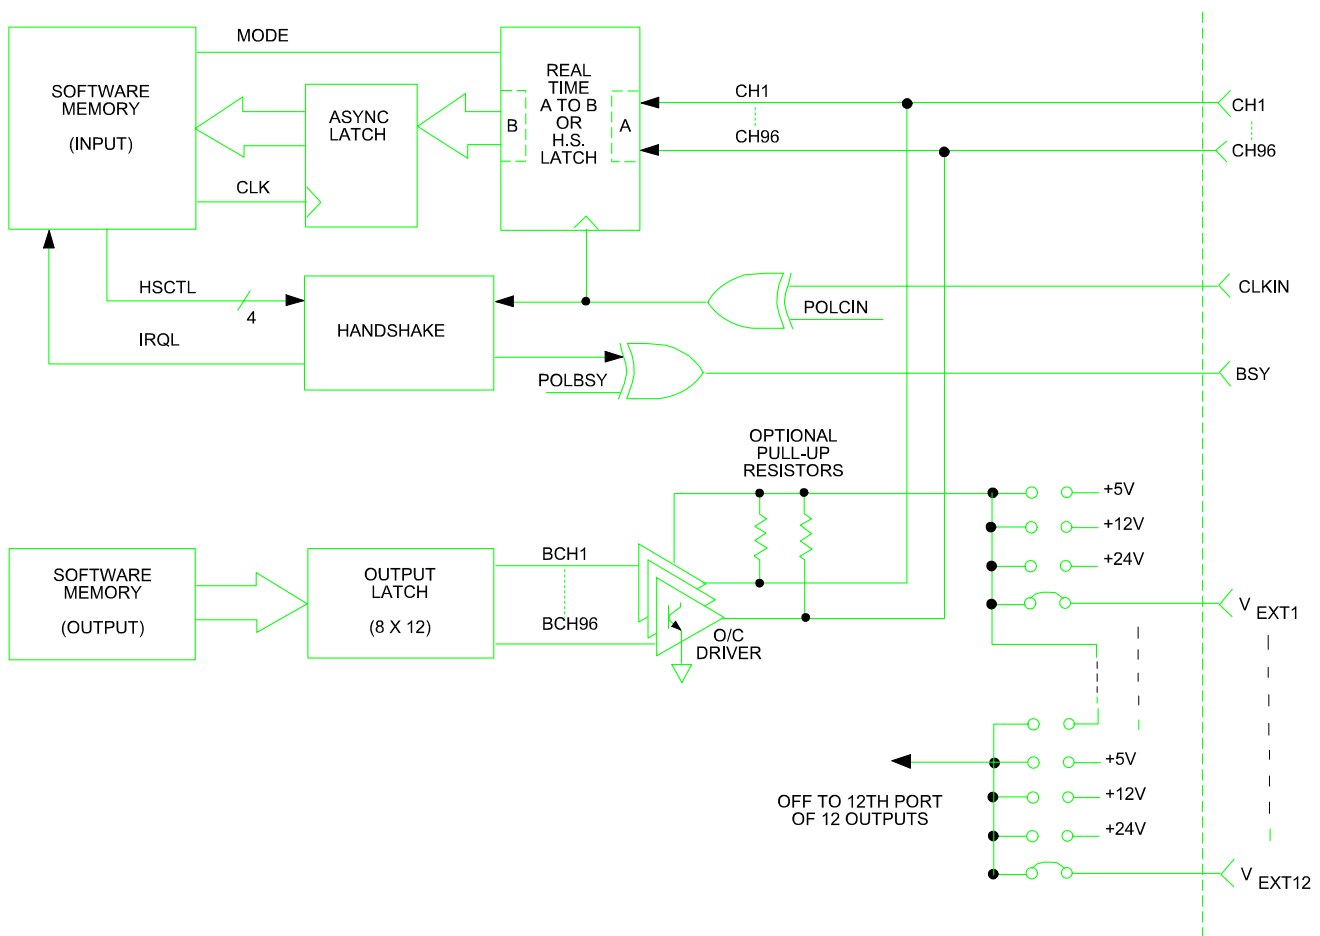 MODE
SOFTWARE
MEMORY
(INPUT)
ASYNC
LATCH
CLK
REAL
TIME
A TO B
OR
H.S.
LATCH
B
A
CH1
CH96
CH1
CH96
HSCTL
4
IRQL
HANDSHAKE
POLCIN
CLKIN
POLBSY
BSY
OPTIONAL
PULL-UP
RESISTORS
SOFTWARE
MEMORY
(OUTPUT)
OUTPUT
LATCH
(8 X 12)
BCH1
BCH96
O/C
DRIVER
+5V
+12V
+24V
V EXT1
+5V
+12V
+24V
V EXT12
OFF TO 12TH PORT
OF 12 OUTPUTS